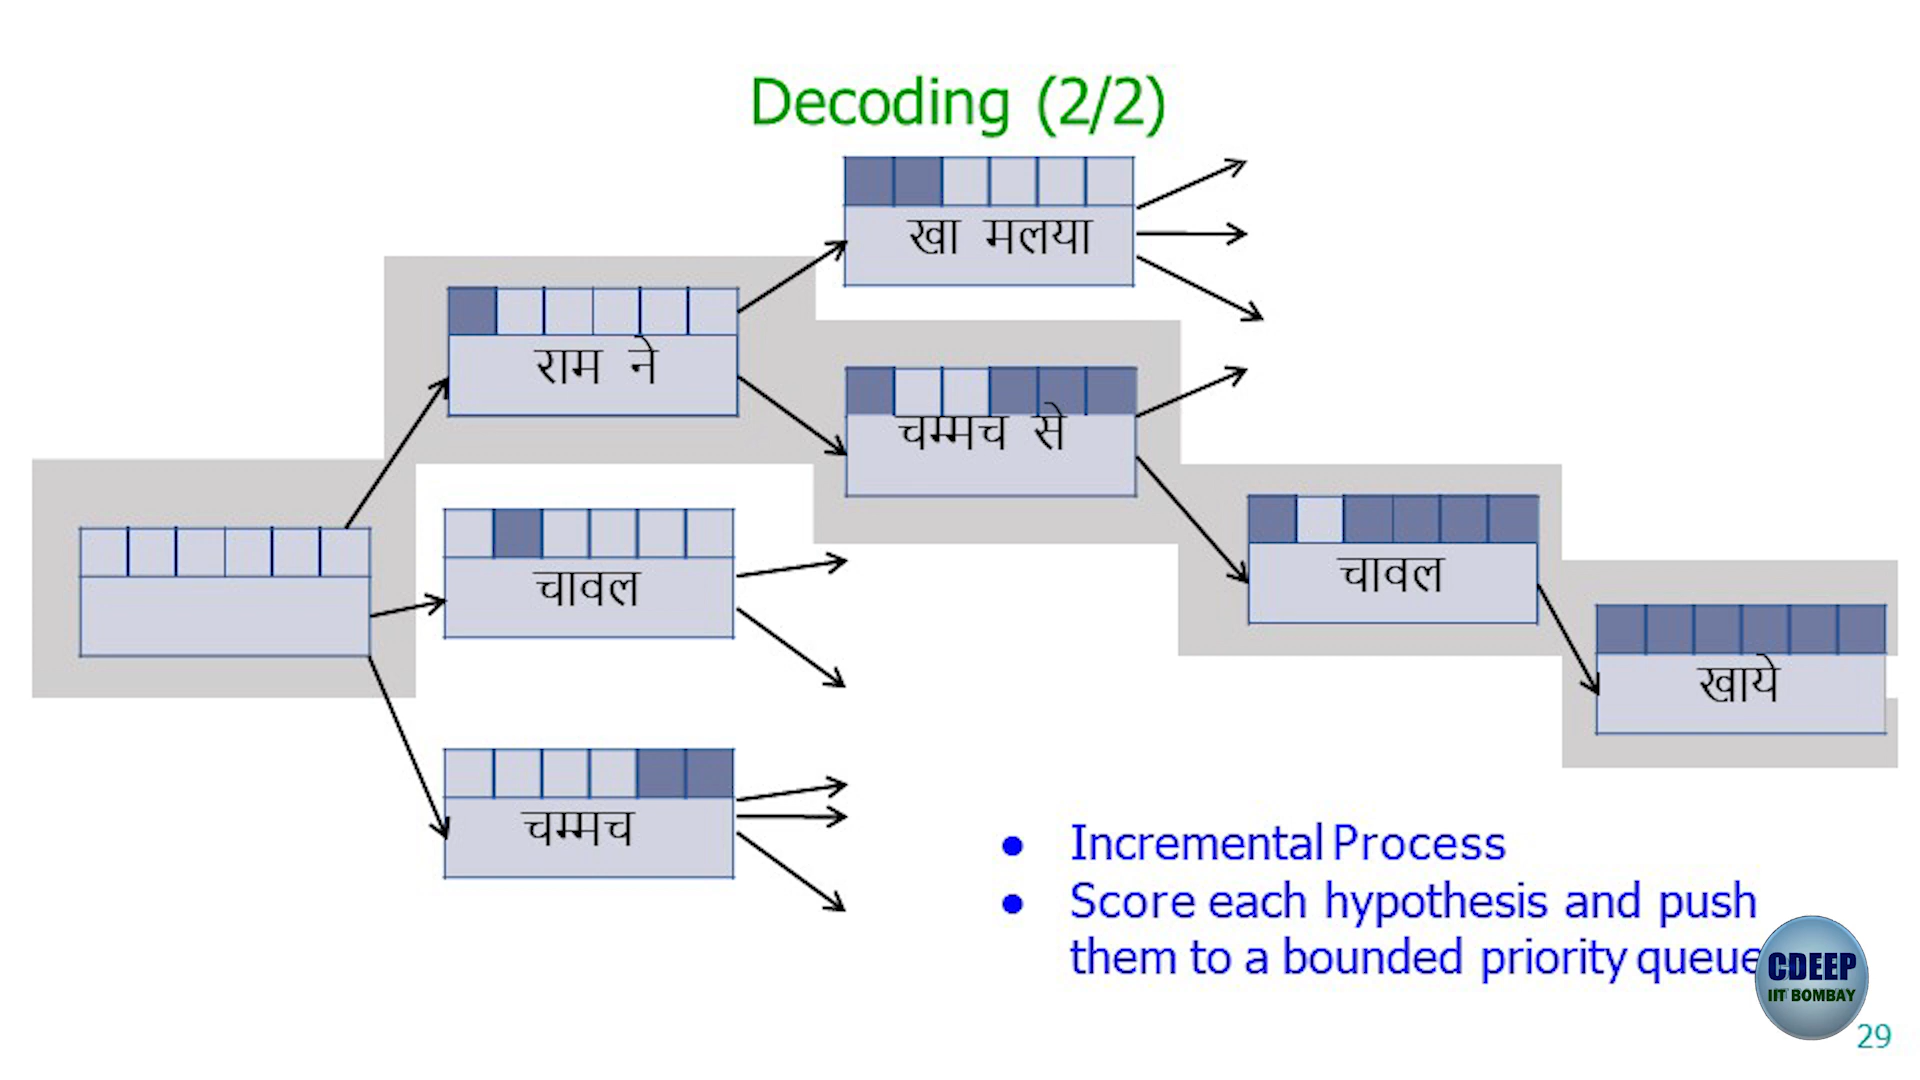 Decoding (2/2)
खा मलया
राम ने
चम्मच से
चावल
चावल
खाये
चम्मच
● Incremental Process
● Score each hypothesis and push
them to a bounded priority queue
CDEEP
IIT BOMBAY
29